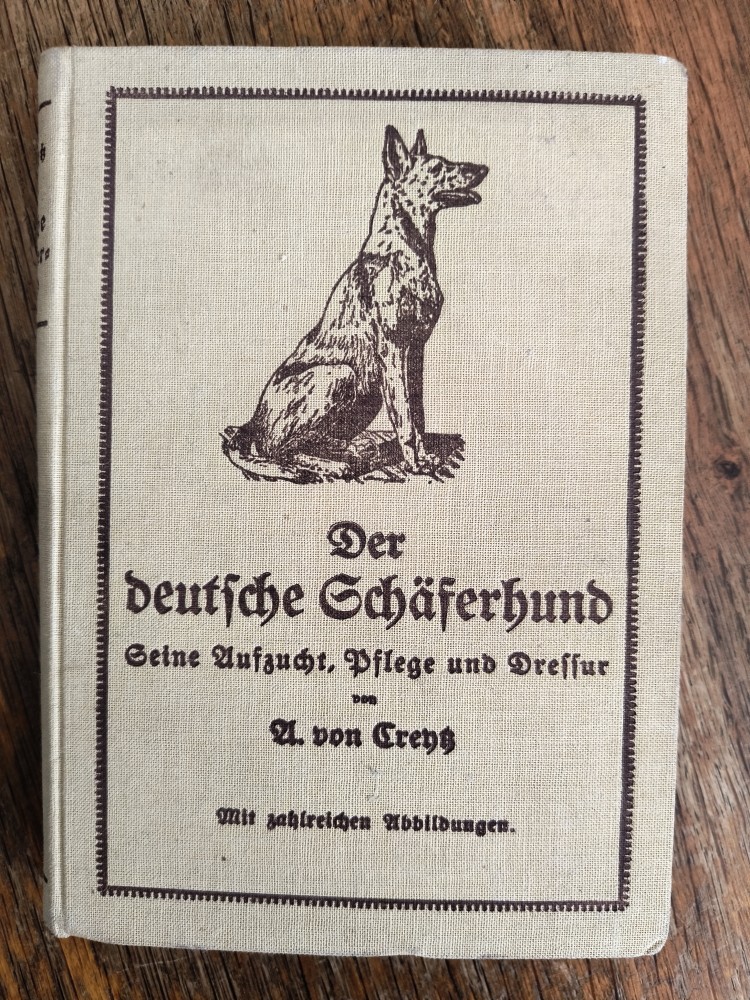 Der
deutsche Schäferhund
Seine Aufzucht, Pflege und Dressur
von
A. von Creytz
Mit zahlreichen Abbildungen.